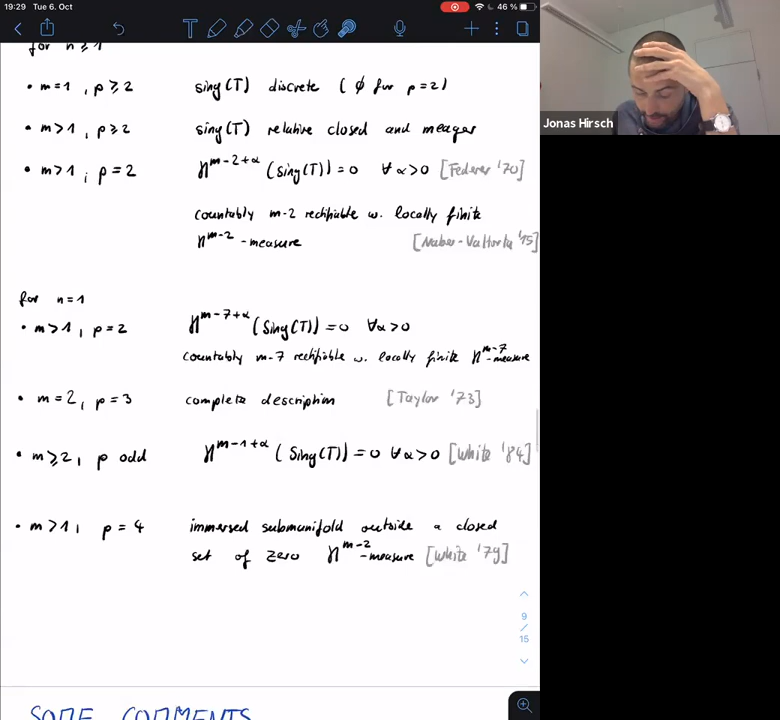 19:29 Tue 6. Oct
46 %
for n ≥ 1
• m=1 , p ≥ 2 sing(T) discrete ( ∅ for p=2)
Jonas Hirsch
• m>1 , p≥2 sing(T) relative closed and meager
• m>1 , p=2 ℋ^{m-2+α} (sing(T))=0 ∀ α>0 [Federer '70]
countably m-2 rectifiable w. locally finite
ℋ^{m-2} -measure [Naber-Valtorta '15]
for n=1
• m>1 , p=2 ℋ^{m-7+α} (Sing(T))=0 ∀α>0
countably m-7 rectifiable w. locally finite ℋ^{m-7}-measure
• m=2, p=3 complete description [Taylor '73]
• m≥2, p odd ℋ^{m-1+α} ( Sing(T))=0 ∀α>0 [White '84]
• m>1, p=4 immersed submanifold outside a closed
set of zero ℋ^{m-2}-measure [White '79]
9
/
15
SOME COMMENTS